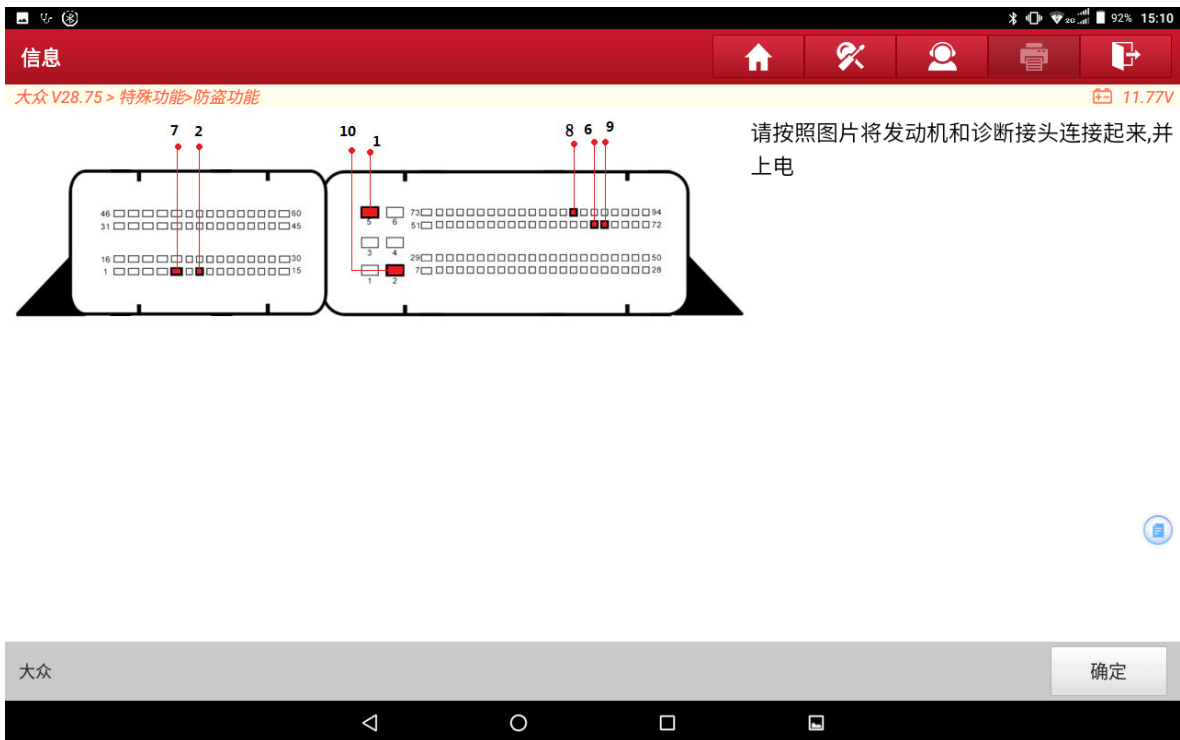 2G 92% 15:10
信息
大众 V28.75 > 特殊功能>防盗功能
11.77V
7 2 10 1 8 6 9
46 60
31 45
16 30
1 15
5 6
3 4
1 2
73 94
51 72
29 50
7 28
请按照图片将发动机和诊断接头连接起来,并
上电
大众
确定